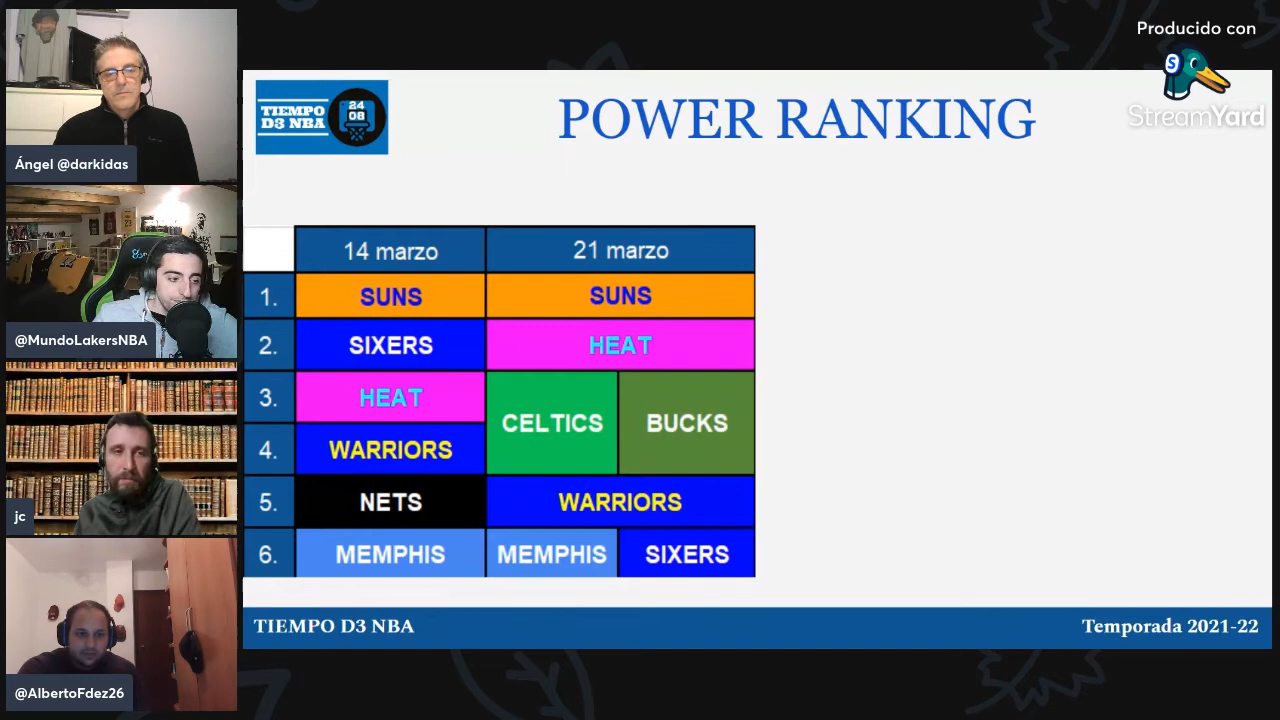 Producido con
StreamYard
TIEMPO
D3 NBA
24
08
POWER RANKING
14 marzo
21 marzo
1.
SUNS
SUNS
2.
SIXERS
HEAT
3.
HEAT
CELTICS
BUCKS
4.
WARRIORS
5.
NETS
WARRIORS
6.
MEMPHIS
MEMPHIS
SIXERS
TIEMPO D3 NBA
Temporada 2021-22
Ángel @darkidas
@MundoLakersNBA
jc
@AlbertoFdez26